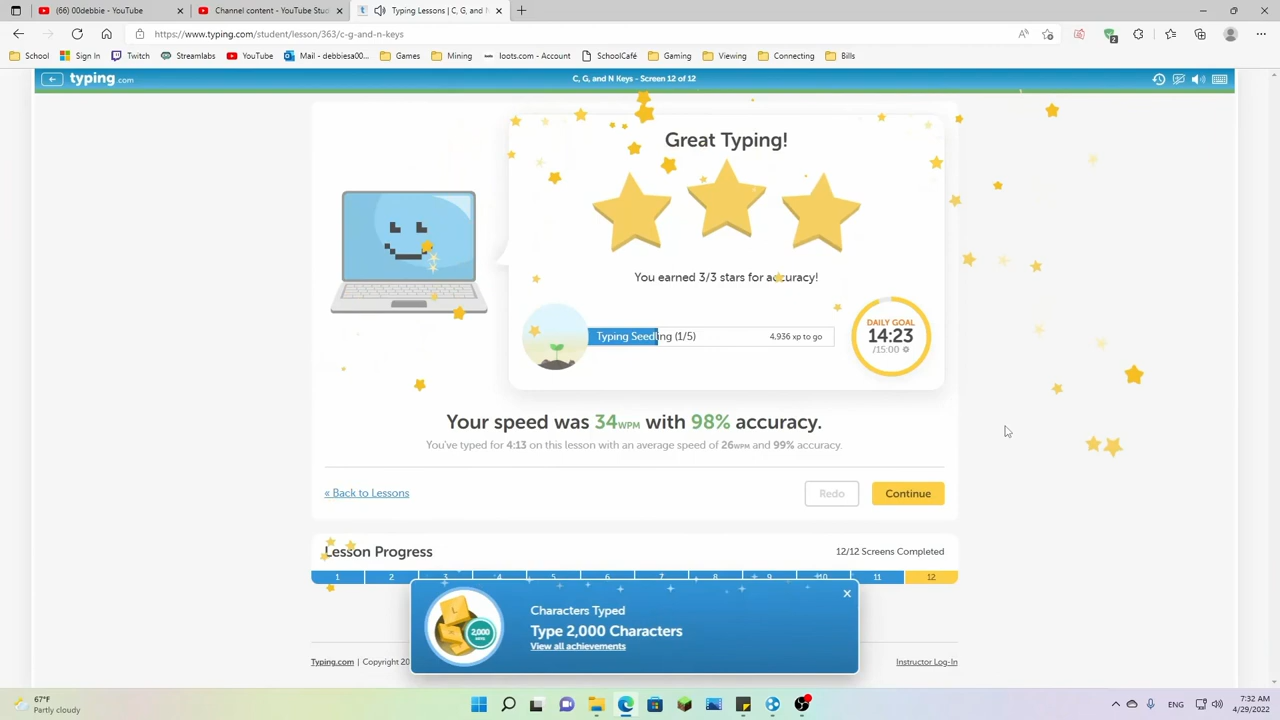 (66) 00debbie - YouTube
Channel content - YouTube Stu
Typing Lessons | C, G, and N Ke
https://www.typing.com/student/lesson/363/c-g-and-n-keys
School
Sign In
Twitch
Streamlabs
YouTube
Mail - debbiesa00...
Games
Mining
loots.com - Account
SchoolCafé
Gaming
Viewing
Connecting
Bills
typing.com
C, G, and N Keys - Screen 12 of 12
Great Typing!
You earned 3/3 stars for accuracy!
Typing Seedling (1/5)
4,936 xp to go
DAILY GOAL
14:23
/15:00
Your speed was 34WPM with 98% accuracy.
You've typed for 4:13 on this lesson with an average speed of 26WPM and 99% accuracy.
« Back to Lessons
Redo
Continue
Lesson Progress
12/12 Screens Completed
1 2 3 4 5 6 7 8 9 10 11 12
Characters Typed
2,000
Type 2,000 Characters
View all achievements
Typing.com | Copyright 20
Instructor Log-In
67°F
Partly cloudy
ENG
7:32 AM
4/29/2022